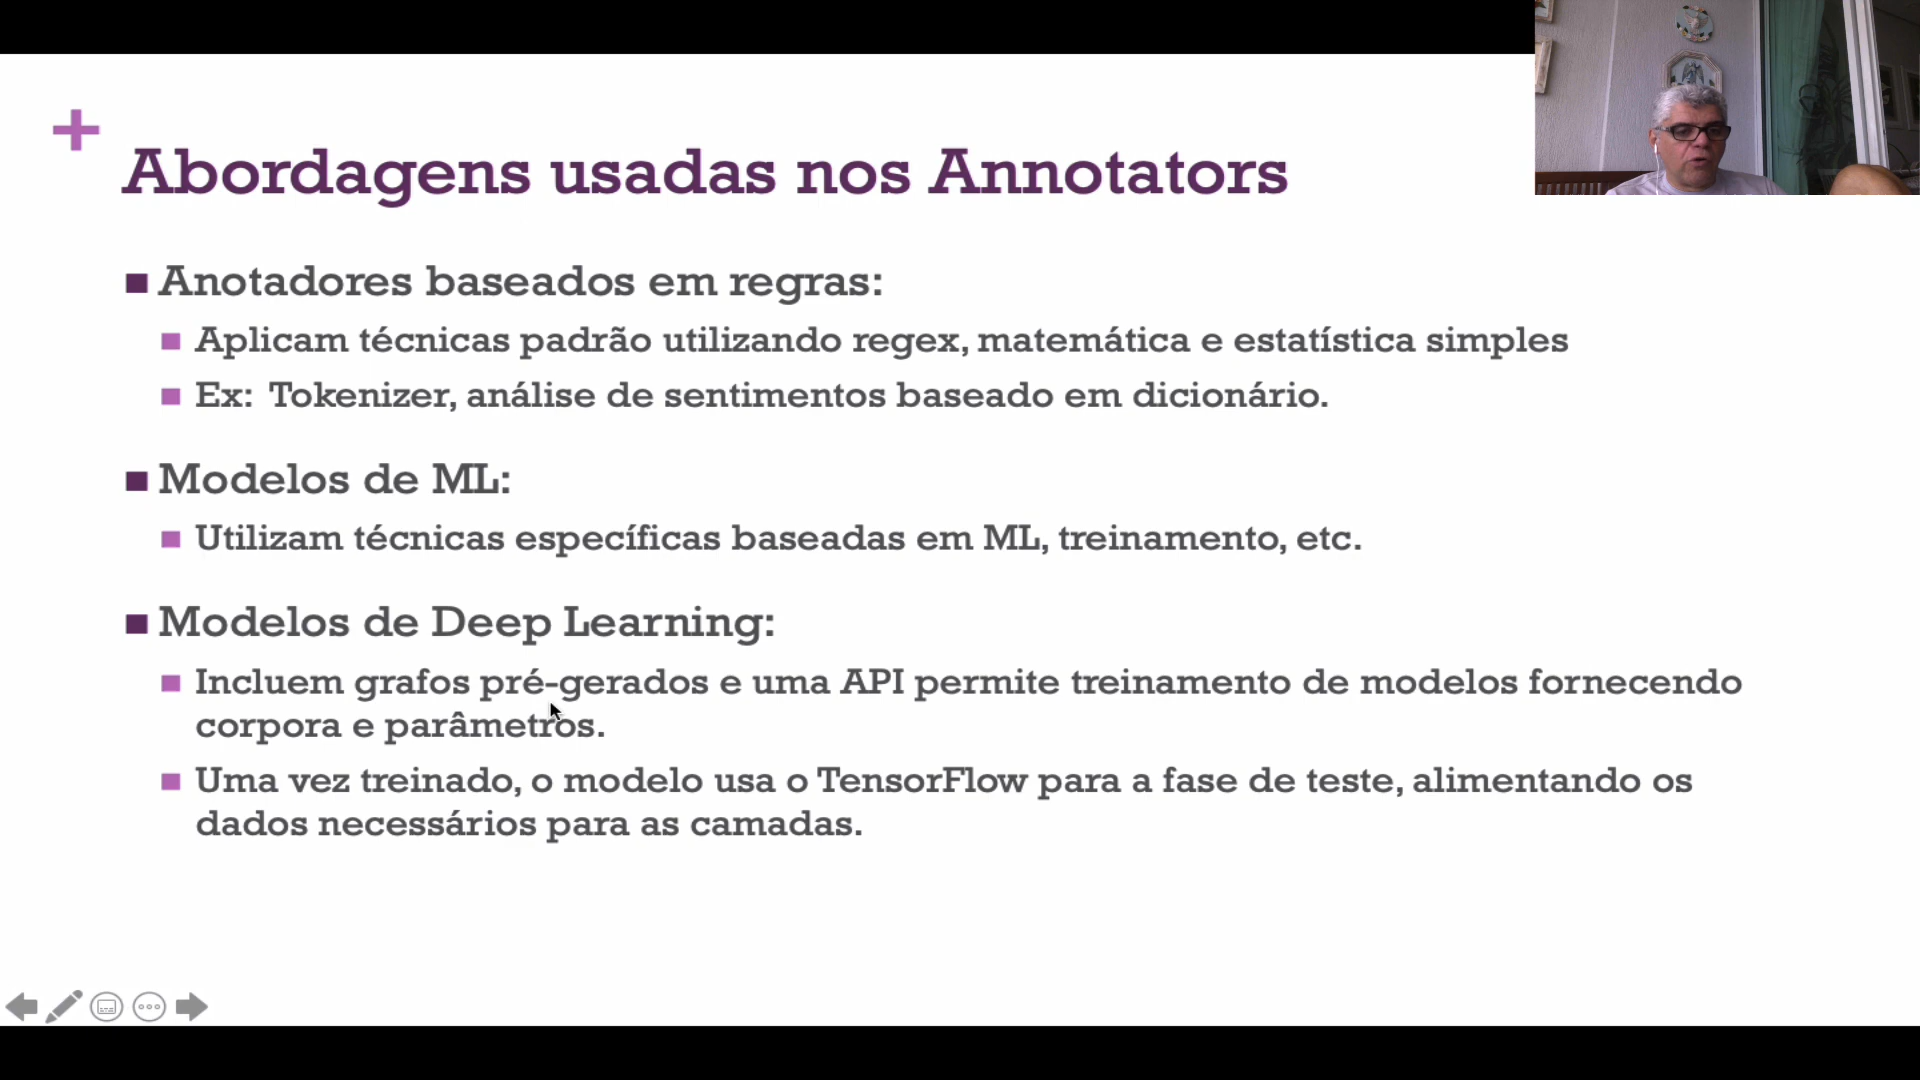 Abordagens usadas nos Annotators
Anotadores baseados em regras:
Aplicam técnicas padrão utilizando regex, matemática e estatística simples
Ex: Tokenizer, análise de sentimentos baseado em dicionário.
Modelos de ML:
Utilizam técnicas específicas baseadas em ML, treinamento, etc.
Modelos de Deep Learning:
Incluem grafos pré-gerados e uma API permite treinamento de modelos fornecendo
corpora e parâmetros.
Uma vez treinado, o modelo usa o TensorFlow para a fase de teste, alimentando os
dados necessários para as camadas.